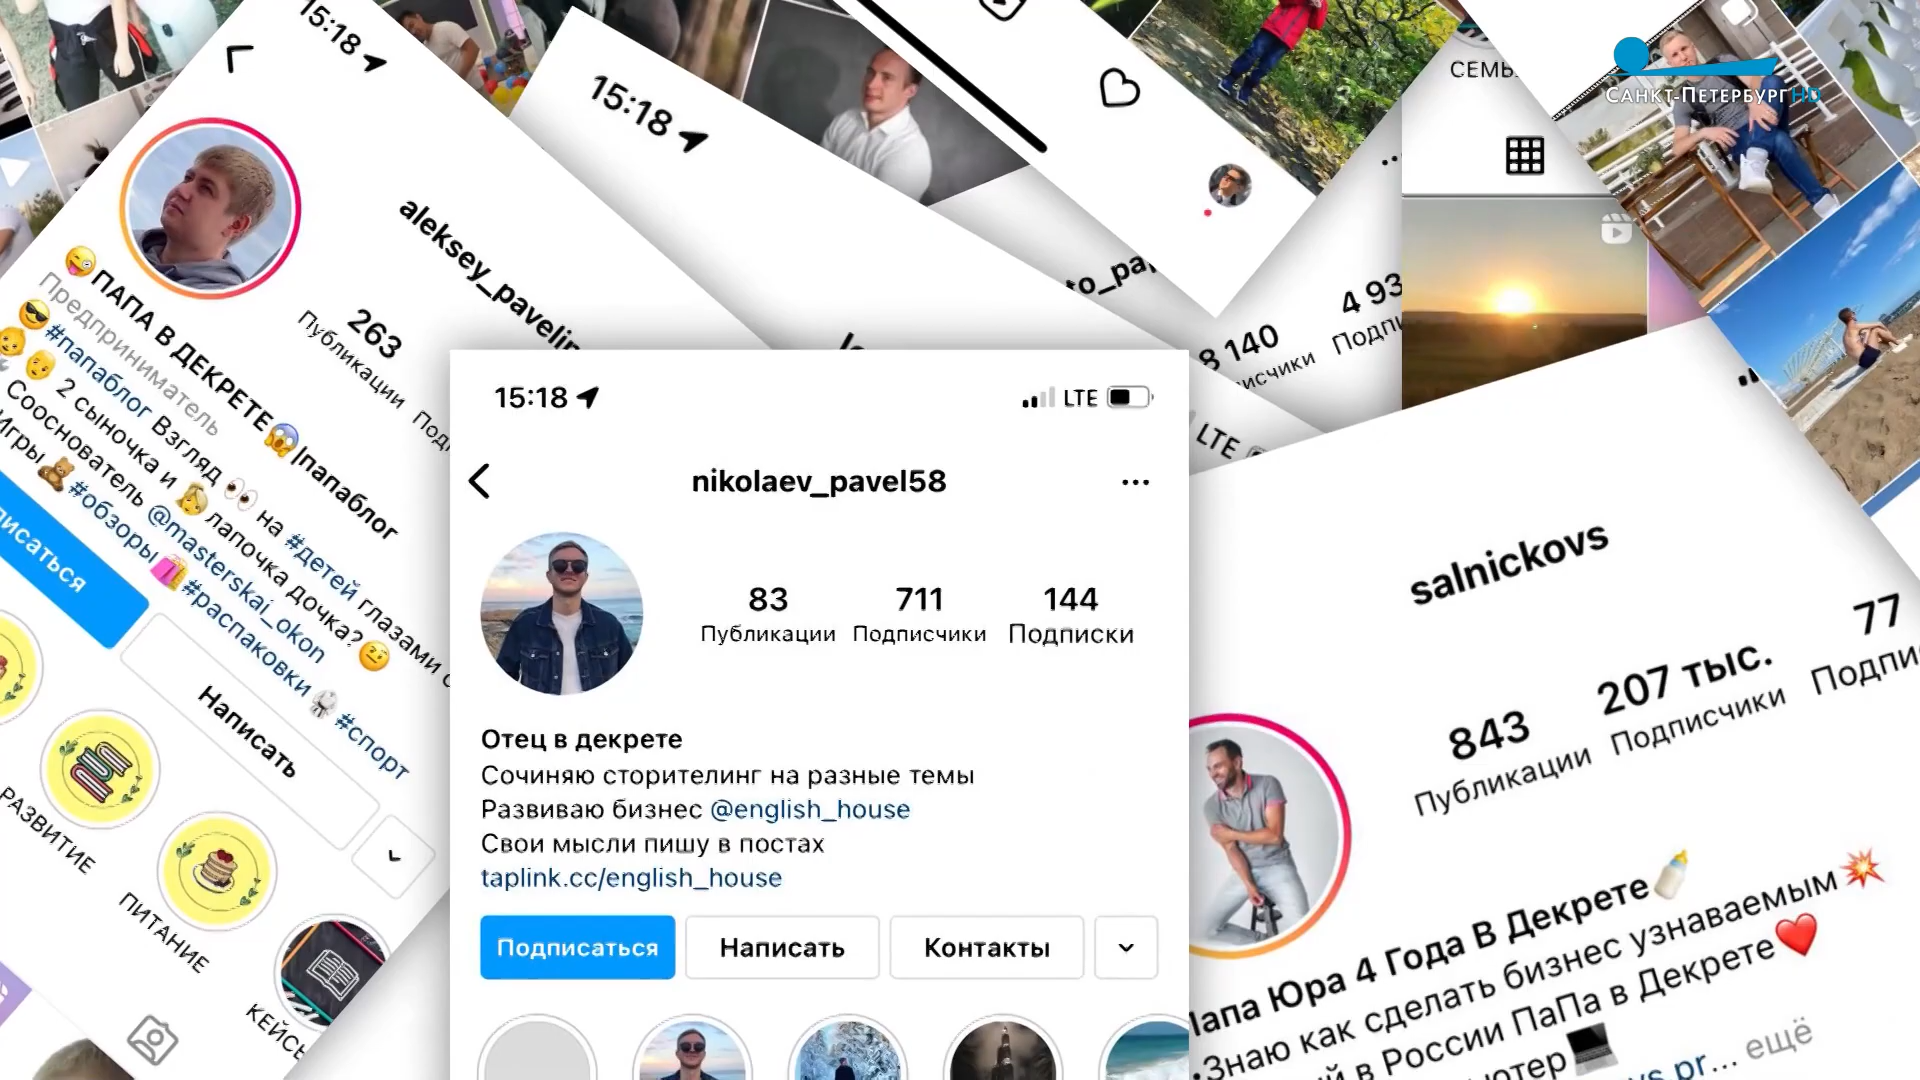 15:18
САНКТ-ПЕТЕРБУРГ HD
aleksey_pavelin
263
Публикации
😜ПАПА В ДЕКРЕТЕ😱|папаблог
Предприниматель
😎#папаблог Взгляд 👀 на #детей глазами
2 сыночка и 👧 лапочка дочка? 🤨
Сооснователь @masterskai_okon
Игры 🧸#обзоры🛍#распаковки🥋#спорт
Написать
РАЗВИТИЕ
ПИТАНИЕ
15:18
8 140
4 93
LTE
15:18
LTE
nikolaev_pavel58
83
711
144
Публикации
Подписчики
Подписки
Отец в декрете
Сочиняю сторителинг на разные темы
Развиваю бизнес @english_house
Свои мысли пишу в постах
taplink.cc/english_house
Подписаться
Написать
Контакты
salnickovs
843
207 тыс.
77
Публикации
Подписчики
Папа Юра 4 Года В Декрете🍼
Знаю как сделать бизнес узнаваемым💥
й в России ПаПа в Декрете❤️
ещё